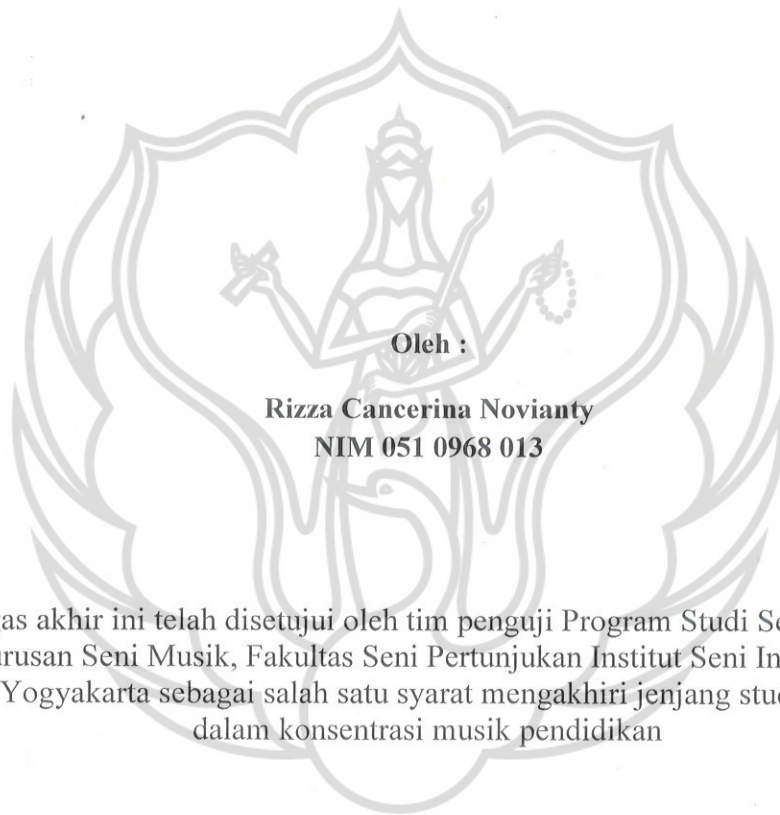 Oleh :
Rizza Cancerina Novianty
NIM 051 0968 013
gas akhir ini telah disetujui oleh tim penguji Program Studi Se
urusan Seni Musik, Fakultas Seni Pertunjukan Institut Seni In
Yogyakarta sebagai salah satu syarat mengakhiri jenjang stu
dalam konsentrasi musik pendidikan